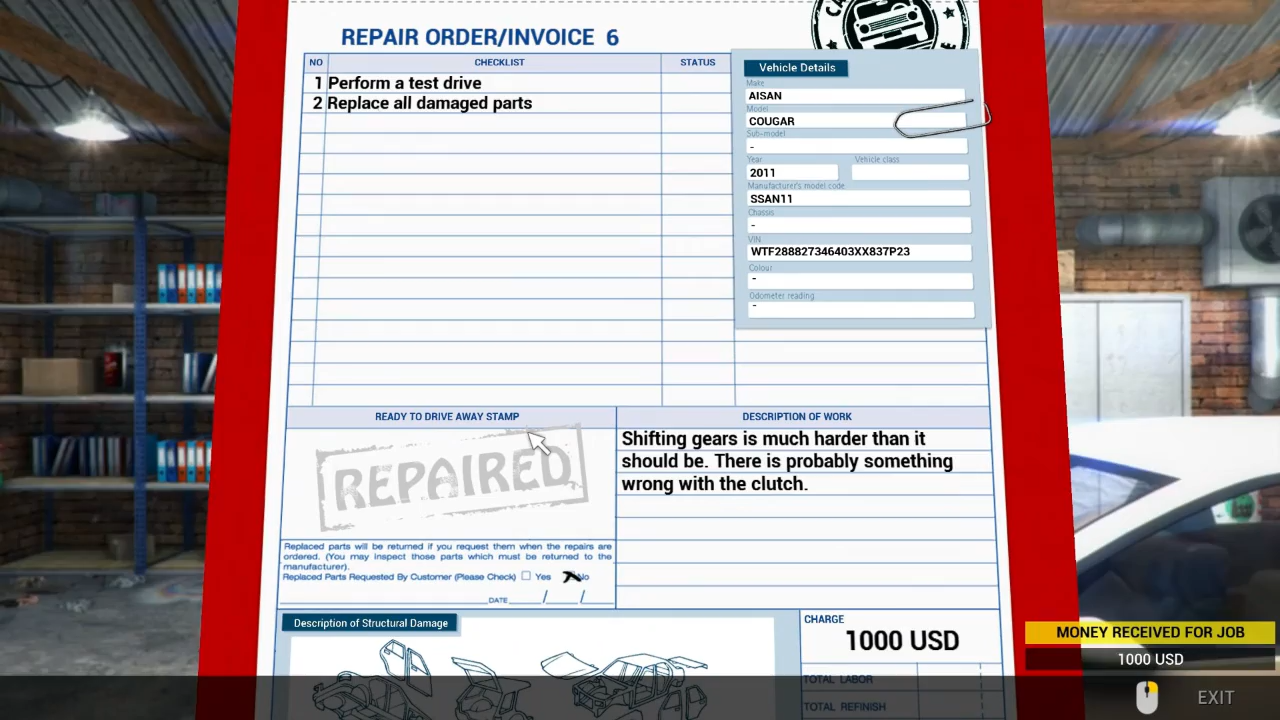 REPAIR ORDER/INVOICE 6
NO
CHECKLIST
STATUS
1 Perform a test drive
2 Replace all damaged parts
Vehicle Details
Make
AISAN
Model
COUGAR
Sub-model
-
Year
Vehicle class
2011
Manufacturer's model code
SSAN11
Chassis
-
VIN
WTF288827346403XX837P23
Colour
-
Odometer reading
-
READY TO DRIVE AWAY STAMP
REPAIRED
DESCRIPTION OF WORK
Shifting gears is much harder than it
should be. There is probably something
wrong with the clutch.
Replaced parts will be returned if you request them when the repairs are
ordered. (You may inspect those parts which must be returned to the
manufacturer).
Replaced Parts Requested By Customer (Please Check) Yes No
DATE / /
Description of Structural Damage
CHARGE
1000 USD
TOTAL LABOR
TOTAL REFINISH
MONEY RECEIVED FOR JOB
1000 USD
EXIT